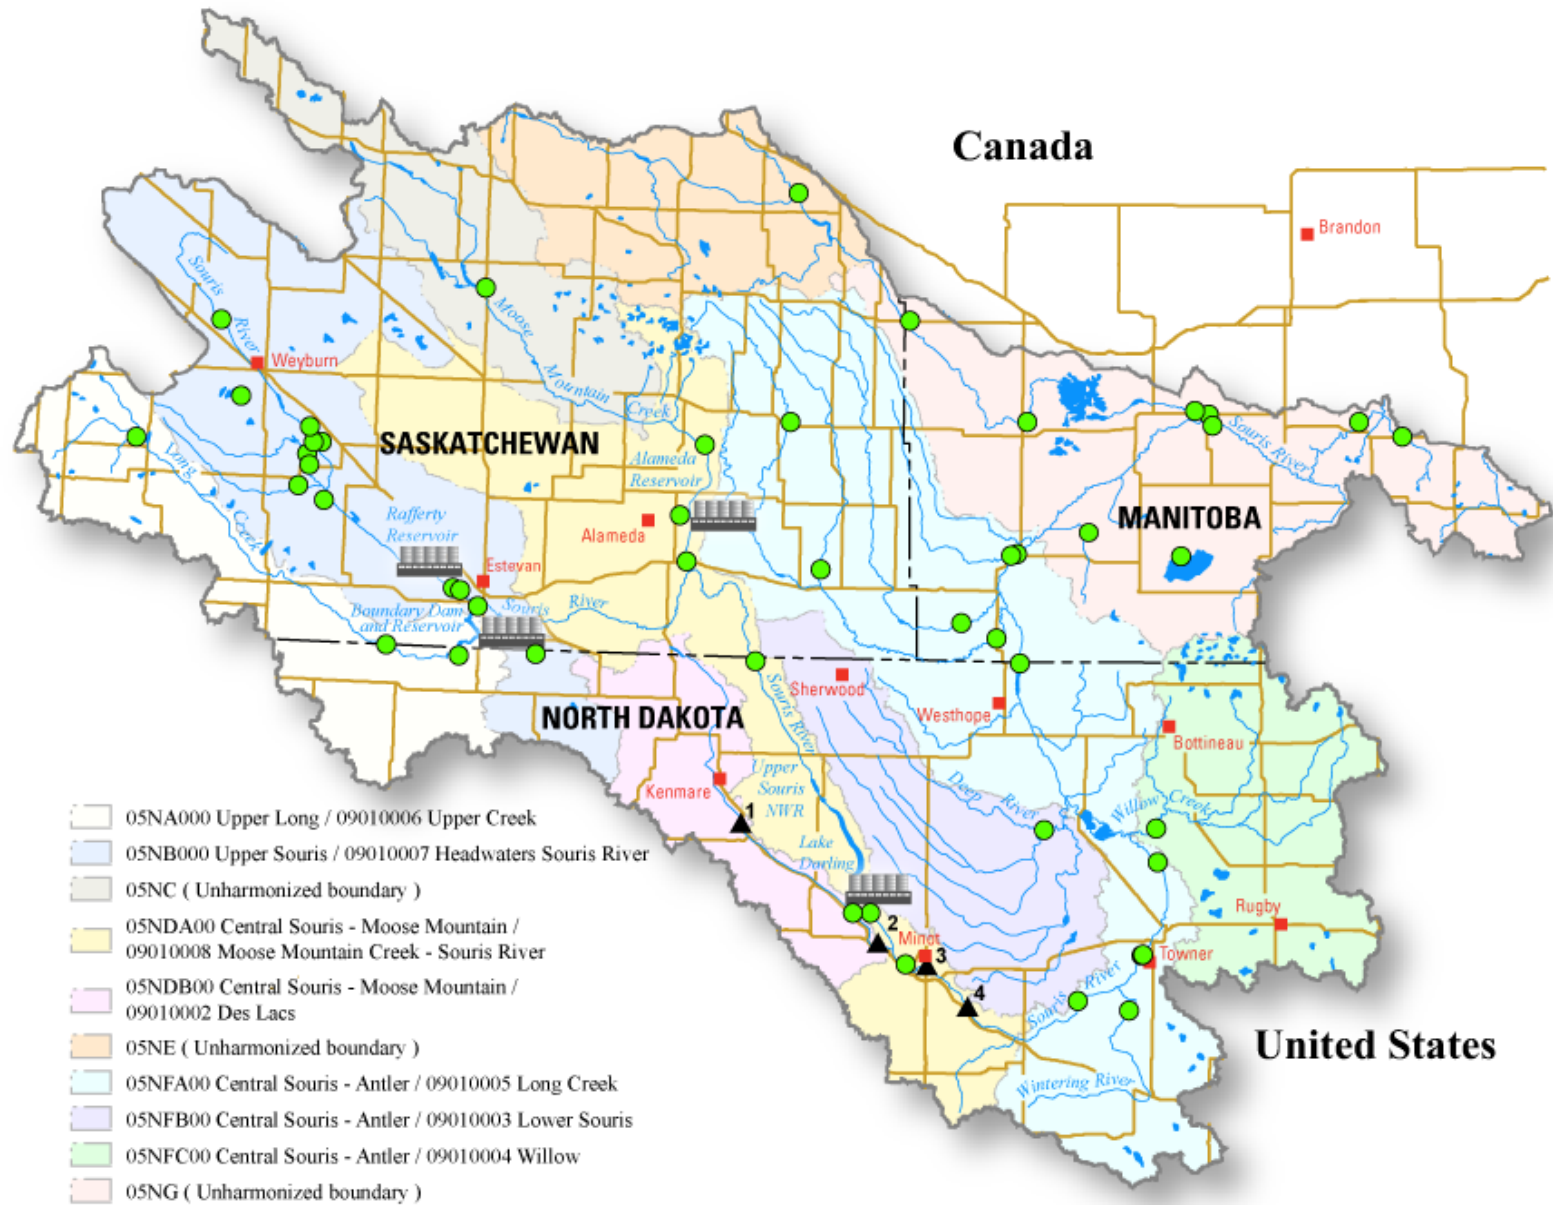 Canada
Brandon
Souris
River
Weyburn
Moose
Mountain
Creek
SASKATCHEWAN
Long
Creek
Alameda
Reservoir
Souris River
MANITOBA
Rafferty
Reservoir
Alameda
Estevan
Boundary Dam
and Reservoir
Souris
River
Sherwood
Souris River
Westhope
NORTH DAKOTA
Bottineau
Kenmare
Upper
Souris
NWR
Deep
River
Willow Creek
1
Lake
Darling
2
Minot
3
4
Rugby
Towner
Souris River
United States
Wintering River
05NA000 Upper Long / 09010006 Upper Creek
05NB000 Upper Souris / 09010007 Headwaters Souris River
05NC ( Unharmonized boundary )
05NDA00 Central Souris - Moose Mountain /
09010008 Moose Mountain Creek - Souris River
05NDB00 Central Souris - Moose Mountain /
09010002 Des Lacs
05NE ( Unharmonized boundary )
05NFA00 Central Souris - Antler / 09010005 Long Creek
05NFB00 Central Souris - Antler / 09010003 Lower Souris
05NFC00 Central Souris - Antler / 09010004 Willow
05NG ( Unharmonized boundary )